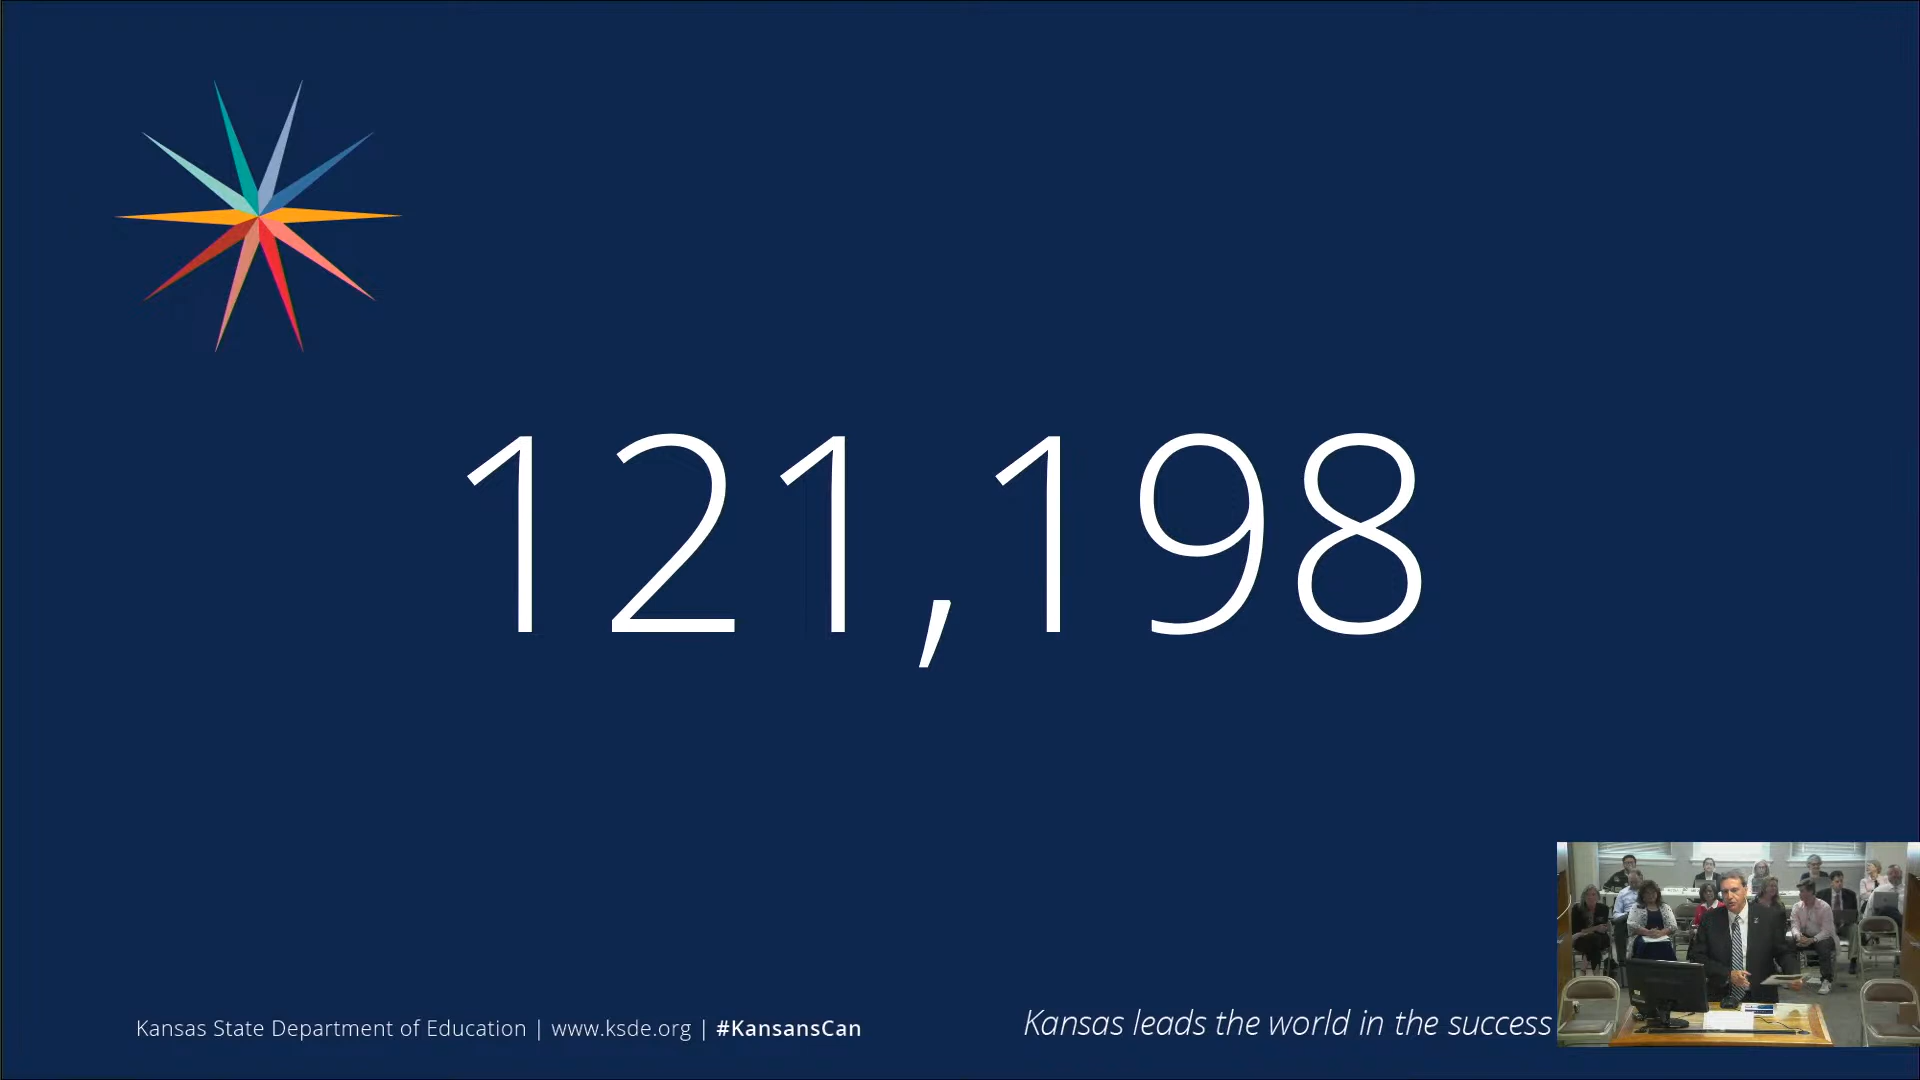 121,198
Kansas State Department of Education | www.ksde.org | #KansansCan
Kansas leads the world in the success